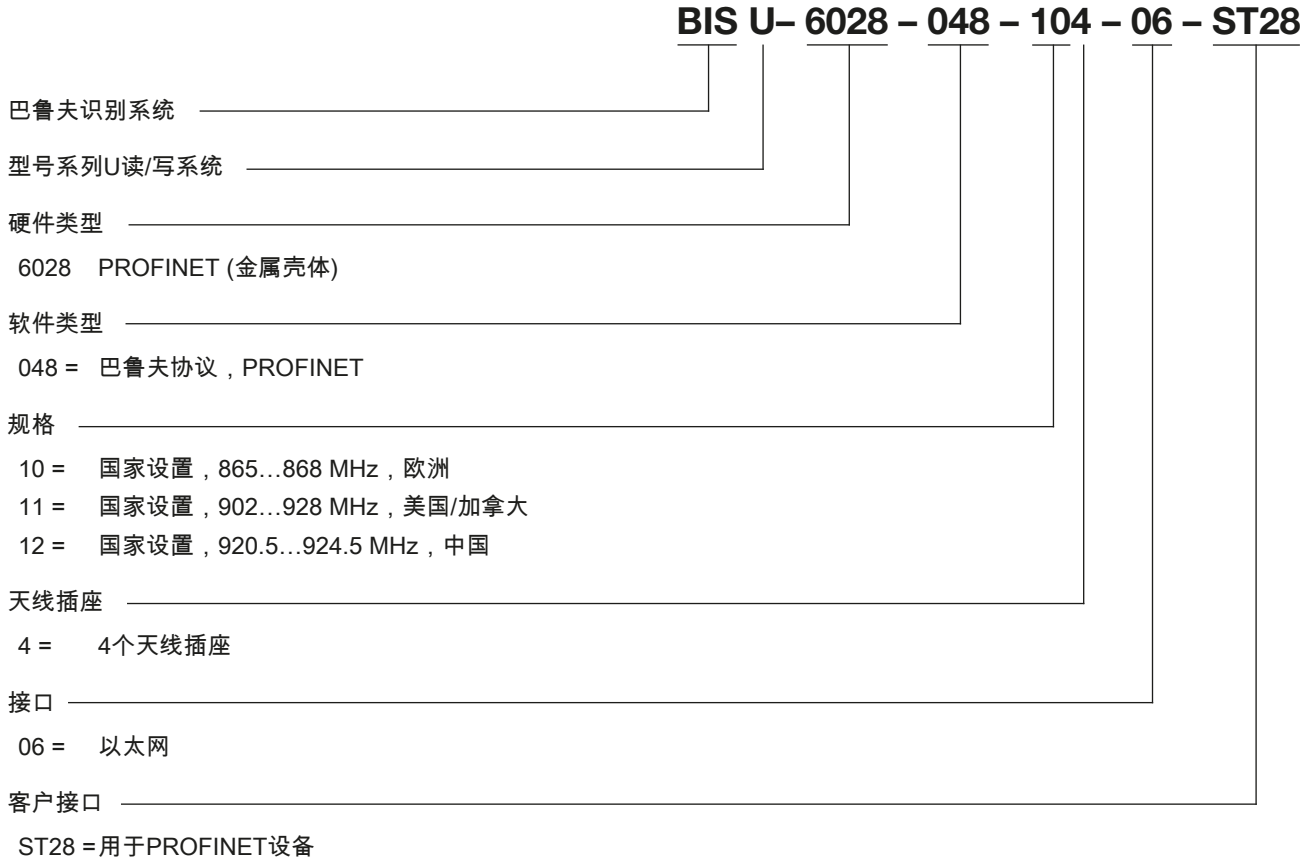 BIS U– 6028 – 048 – 104 – 06 – ST28
巴鲁夫识别系统
型号系列U读/写系统
硬件类型
6028 PROFINET (金属壳体)
软件类型
048 = 巴鲁夫协议，PROFINET
规格
10 = 国家设置，865…868 MHz，欧洲
11 = 国家设置，902…928 MHz，美国/加拿大
12 = 国家设置，920.5…924.5 MHz，中国
天线插座
4 = 4个天线插座
接口
06 = 以太网
客户接口
ST28 =用于PROFINET设备